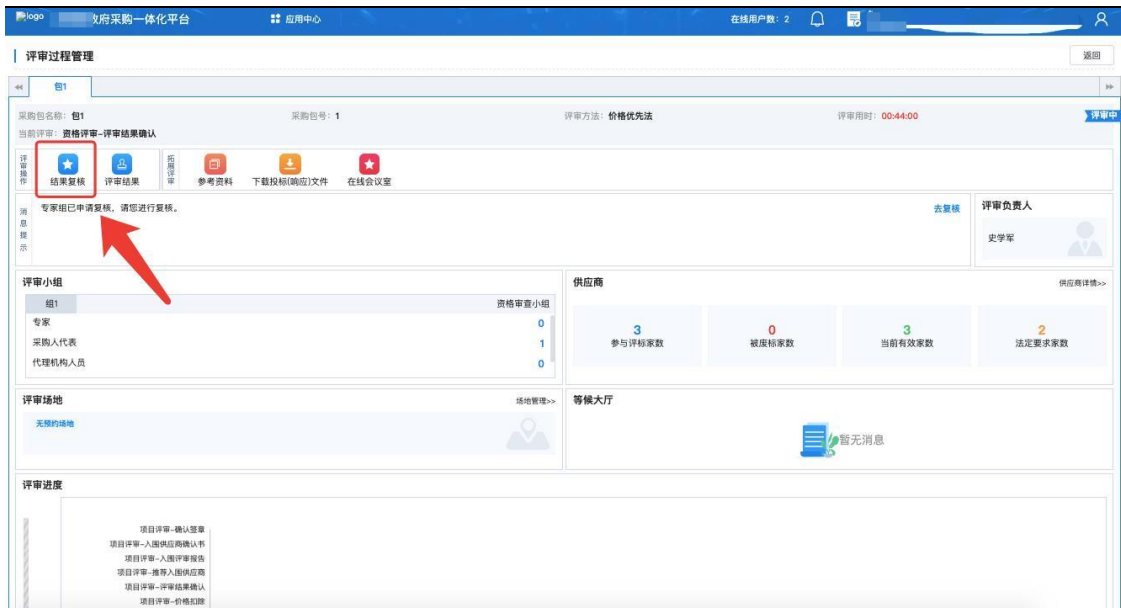 logo 政府采购一体化平台 应用中心 在线用户数：2
评审过程管理 返回
包1
采购包名称：包1 采购包号：1 评审方法：价格优先法 评审用时：00:44:00 评审中
当前评审：资格评审-评审结果确认
评审操作 结果复核 评审结果 拓展评审 参考资料 下载投标(响应)文件 在线会议室
消息提示 专家组已申请复核，请您进行复核。 去复核
评审负责人
史学军
评审小组
组1 资格审查小组
专家 0
采购人代表 1
代理机构人员 0
供应商 供应商详情>>
3 0 3 2
参与评标家数 被废标家数 当前有效家数 法定要求家数
评审场地 场地管理>>
无预约场地
等候大厅
暂无消息
评审进度
项目评审-确认签章
项目评审-入围供应商确认书
项目评审-入围评审报告
项目评审-推荐入围供应商
项目评审-评审结果确认
项目评审-价格扣除